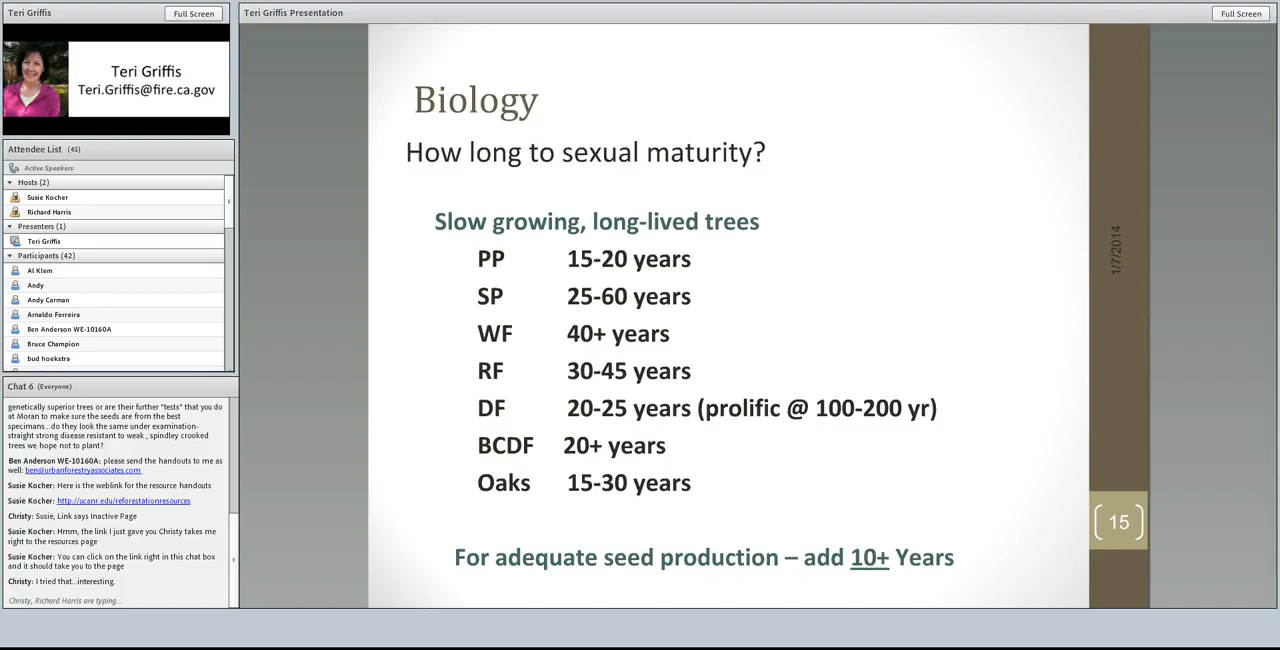 Teri Griffis
Full Screen
Teri Griffis
Teri.Griffis@fire.ca.gov
Attendee List (45)
Active Speakers
Hosts (2)
Susie Kocher
Richard Harris
Presenters (1)
Teri Griffis
Participants (42)
Al Klem
Andy
Andy Carman
Arnaldo Ferreira
Ben Anderson WE-10160A
Bruce Champion
bud hoekstra
Chat 6 (Everyone)
genetically superior trees or are their further "tests" that you do
at Moran to make sure the seeds are from the best
specimans...do they look the same under examination-
straight strong disease resistant to weak , spindley crooked
trees we hope not to plant?
Ben Anderson WE-10160A: please send the handouts to me as
well: ben@urbanforestryassociates.com
Susie Kocher: Here is the weblink for the resource handouts
Susie Kocher: http://ucanr.edu/reforestationresources
Christy: Susie, Link says Inactive Page
Susie Kocher: Hmm, the link I just gave you Christy takes me
right to the resources page
Susie Kocher: You can click on the link right in this chat box
and it should take you to the page
Christy: I tried that...interesting.
Christy, Richard Harris are typing...
Teri Griffis Presentation
Full Screen
Biology
How long to sexual maturity?
Slow growing, long-lived trees
PP 15-20 years
SP 25-60 years
WF 40+ years
RF 30-45 years
DF 20-25 years (prolific @ 100-200 yr)
BCDF 20+ years
Oaks 15-30 years
For adequate seed production – add 10+ Years
1/7/2014
15